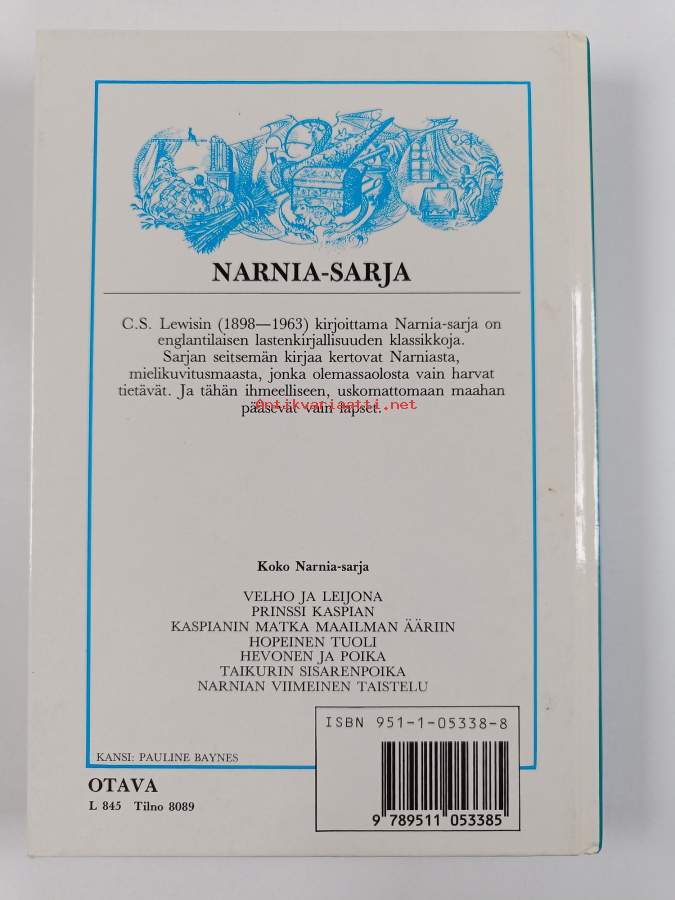 NARNIA-SARJA
C.S. Lewisin (1898—1963) kirjoittama Narnia-sarja on
englantilaisen lastenkirjallisuuden klassikkoja.
Sarjan seitsemän kirjaa kertovat Narniasta,
mielikuvitusmaasta, jonka olemassaolosta vain harvat
tietävät. Ja tähän ihmeelliseen, uskomattomaan maahan
pääsevät vain lapset.
Antikvariaatti.net
Koko Narnia-sarja
VELHO JA LEIJONA
PRINSSI KASPIAN
KASPIANIN MATKA MAAILMAN ÄÄRIIN
HOPEINEN TUOLI
HEVONEN JA POIKA
TAIKURIN SISARENPOIKA
NARNIAN VIIMEINEN TAISTELU
ISBN 951-1-05338-8
KANSI: PAULINE BAYNES
OTAVA
L 845 Tilno 8089
9 789511 053385